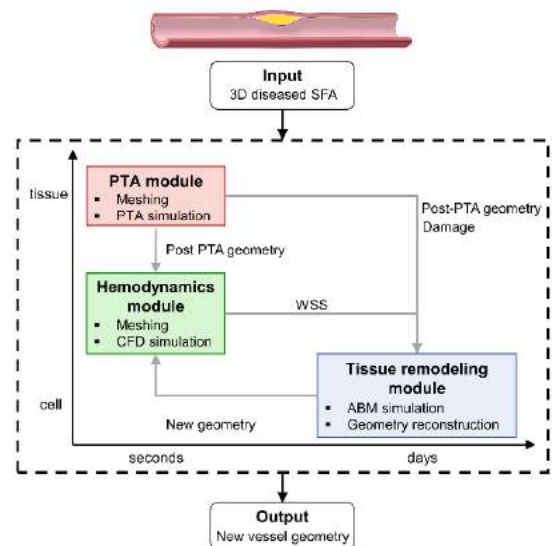 Input
3D diseased SFA
tissue
PTA module
▪ Meshing
▪ PTA simulation
Post-PTA geometry
Damage
Post PTA geometry
Hemodynamics
module
▪ Meshing
▪ CFD simulation
WSS
Tissue remodeling
module
▪ ABM simulation
▪ Geometry reconstruction
cell
New geometry
seconds
days
Output
New vessel geometry